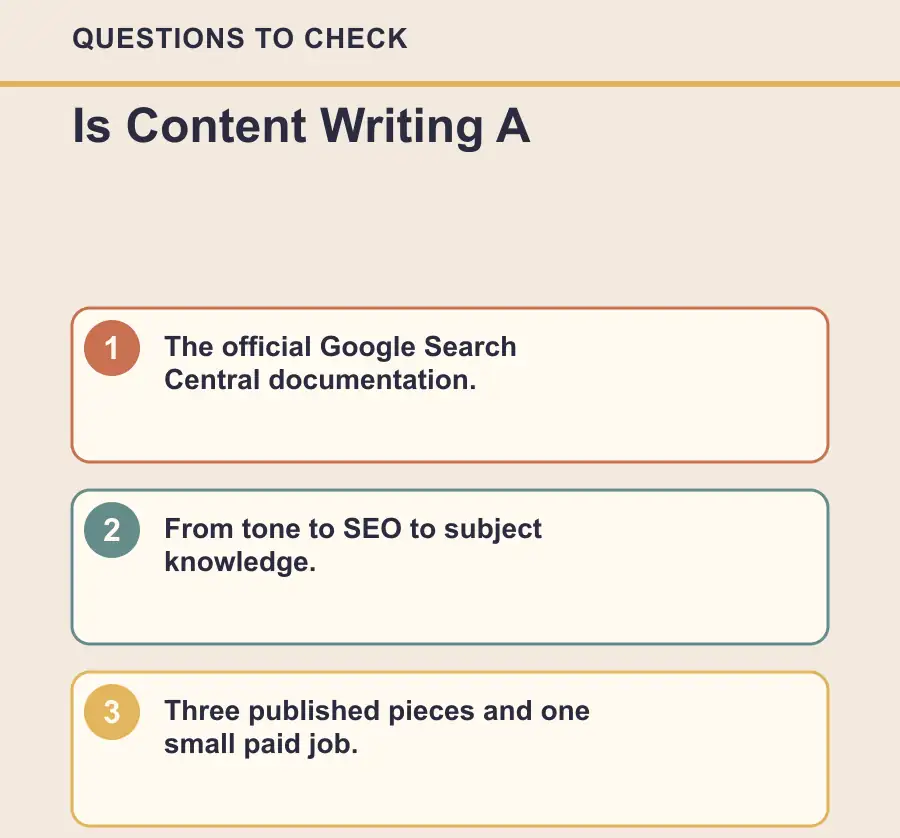 QUESTIONS TO CHECK
Is Content Writing A
1
The official Google Search
Central documentation.
2
From tone to SEO to subject
knowledge.
3
Three published pieces and one
small paid job.